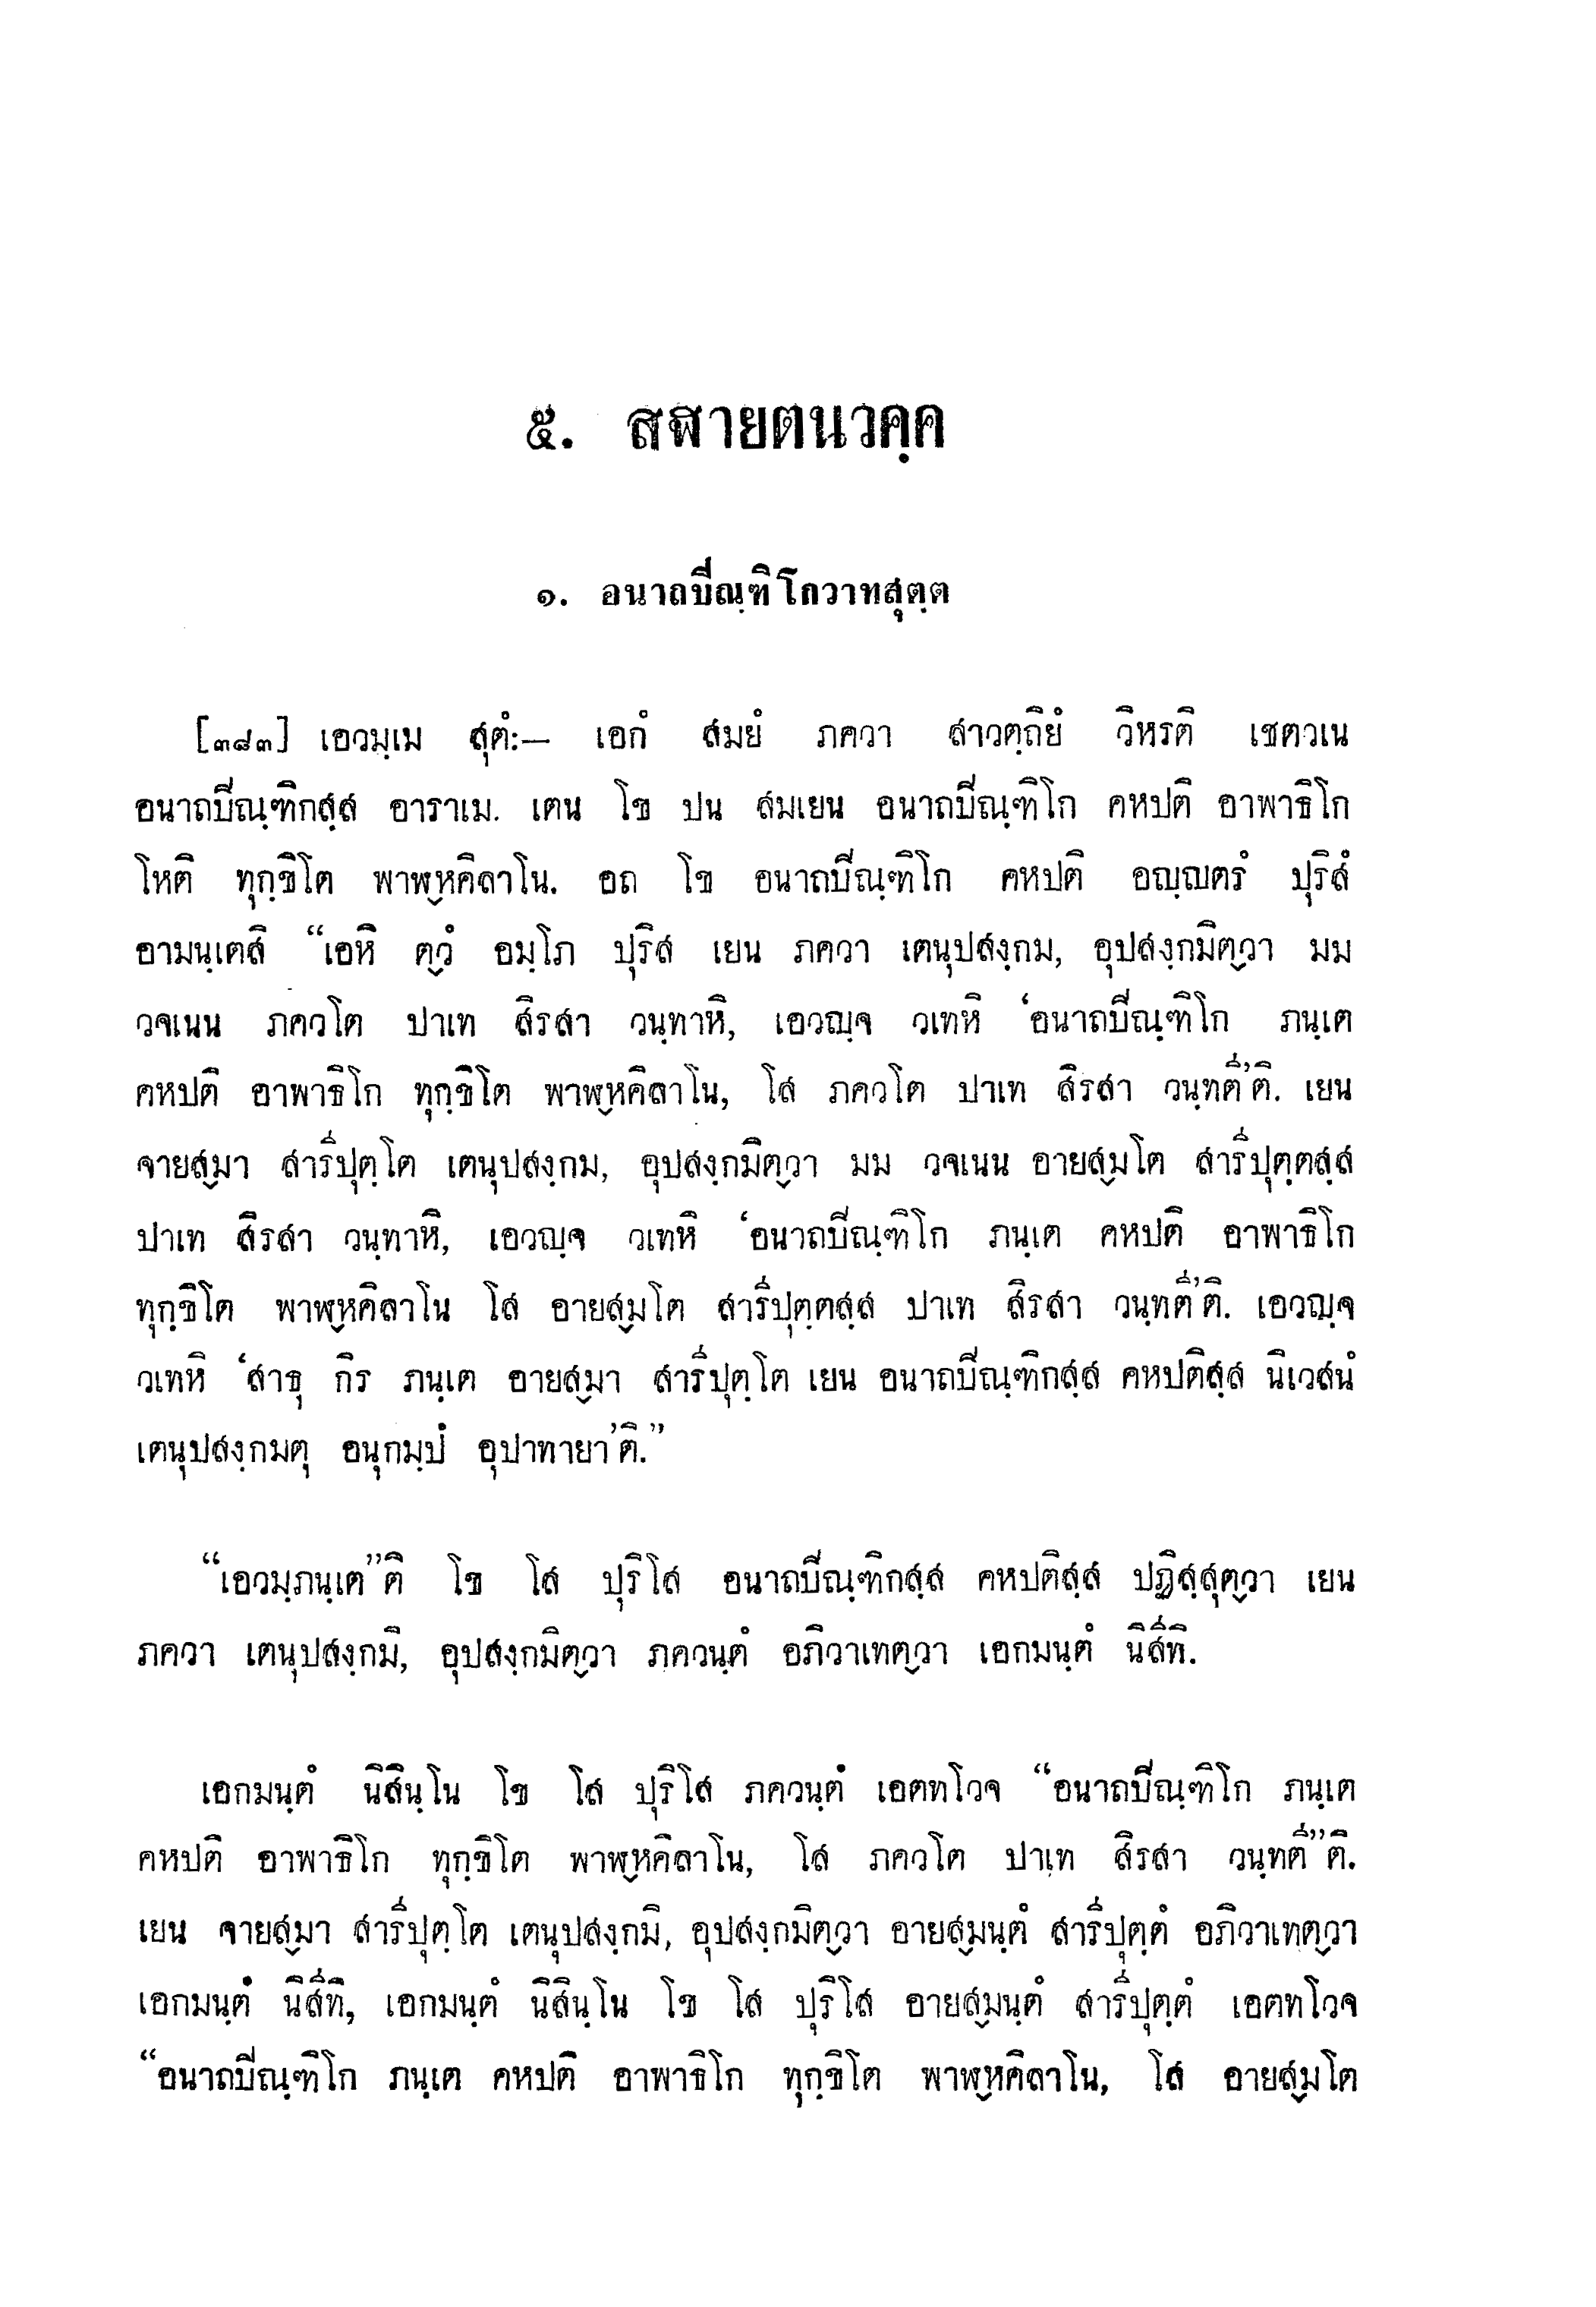 ๕. สฬายตนวคฺค
๑. อนาถบีณฺฑิโกวาทสุตฺต
[๓๘๓] เอวมฺเม สุตํ:— เอกํ สมยํ ภควา สาวตฺถิยํ วิหรติ เชตวเน
อนาถบีณฺฑิกสฺส อาราเม. เตน โข ปน สมเยน อนาถบีณฺฑิโก คหปติ อาพาธิโก
โหติ ทุกฺขิโต พาฬฺหคิลาโน. อถ โข อนาถบีณฺฑิโก คหปติ อญฺญตรํ ปุริสํ
อามนฺเตสิ “เอหิ ตฺวํ อมฺโภ ปุริส เยน ภควา เตนุปสงฺกม, อุปสงฺกมิตฺวา มม
วจเนน ภควโต ปาเท สิรสา วนฺทาหิ, เอวญฺจ วเทหิ ‘อนาถบีณฺฑิโก ภนฺเต
คหปติ อาพาธิโก ทุกฺขิโต พาฬฺหคิลาโน, โส ภควโต ปาเท สิรสา วนฺทตี’ติ. เยน
จายสฺมา สารีปุตฺโต เตนุปสงฺกม, อุปสงฺกมิตฺวา มม วจเนน อายสฺมโต สารีปุตฺตสฺส
ปาเท สิรสา วนฺทาหิ, เอวญฺจ วเทหิ ‘อนาถบีณฺฑิโก ภนฺเต คหปติ อาพาธิโก
ทุกฺขิโต พาฬฺหคิลาโน โส อายสฺมโต สารีปุตฺตสฺส ปาเท สิรสา วนฺทตี’ติ. เอวญฺจ
วเทหิ ‘สาธุ กิร ภนฺเต อายสฺมา สารีปุตฺโต เยน อนาถบีณฺฑิกสฺส คหปติสฺส นิเวสนํ
เตนุปสงฺกมตุ อนุกมฺปํ อุปาทายา’ติ.”
“เอวมฺภนฺเต”ติ โข โส ปุริโส อนาถบีณฺฑิกสฺส คหปติสฺส ปฏิสฺสุตฺวา เยน
ภควา เตนุปสงฺกมิ, อุปสงฺกมิตฺวา ภควนฺตํ อภิวาเทตฺวา เอกมนฺตํ นิสีทิ.
เอกมนฺตํ นิสินฺโน โข โส ปุริโส ภควนฺตํ เอตทโวจ “อนาถบีณฺฑิโก ภนฺเต
คหปติ อาพาธิโก ทุกฺขิโต พาฬฺหคิลาโน, โส ภควโต ปาเท สิรสา วนฺทตี”ติ.
เยน จายสฺมา สารีปุตฺโต เตนุปสงฺกมิ, อุปสงฺกมิตฺวา อายสฺมนฺตํ สารีปุตฺตํ อภิวาเทตฺวา
เอกมนฺตํ นิสีทิ, เอกมนฺตํ นิสินฺโน โข โส ปุริโส อายสฺมนฺตํ สารีปุตฺตํ เอตทโวจ
“อนาถบีณฺฑิโก ภนฺเต คหปติ อาพาธิโก ทุกฺขิโต พาฬฺหคิลาโน, โส อายสฺมโต